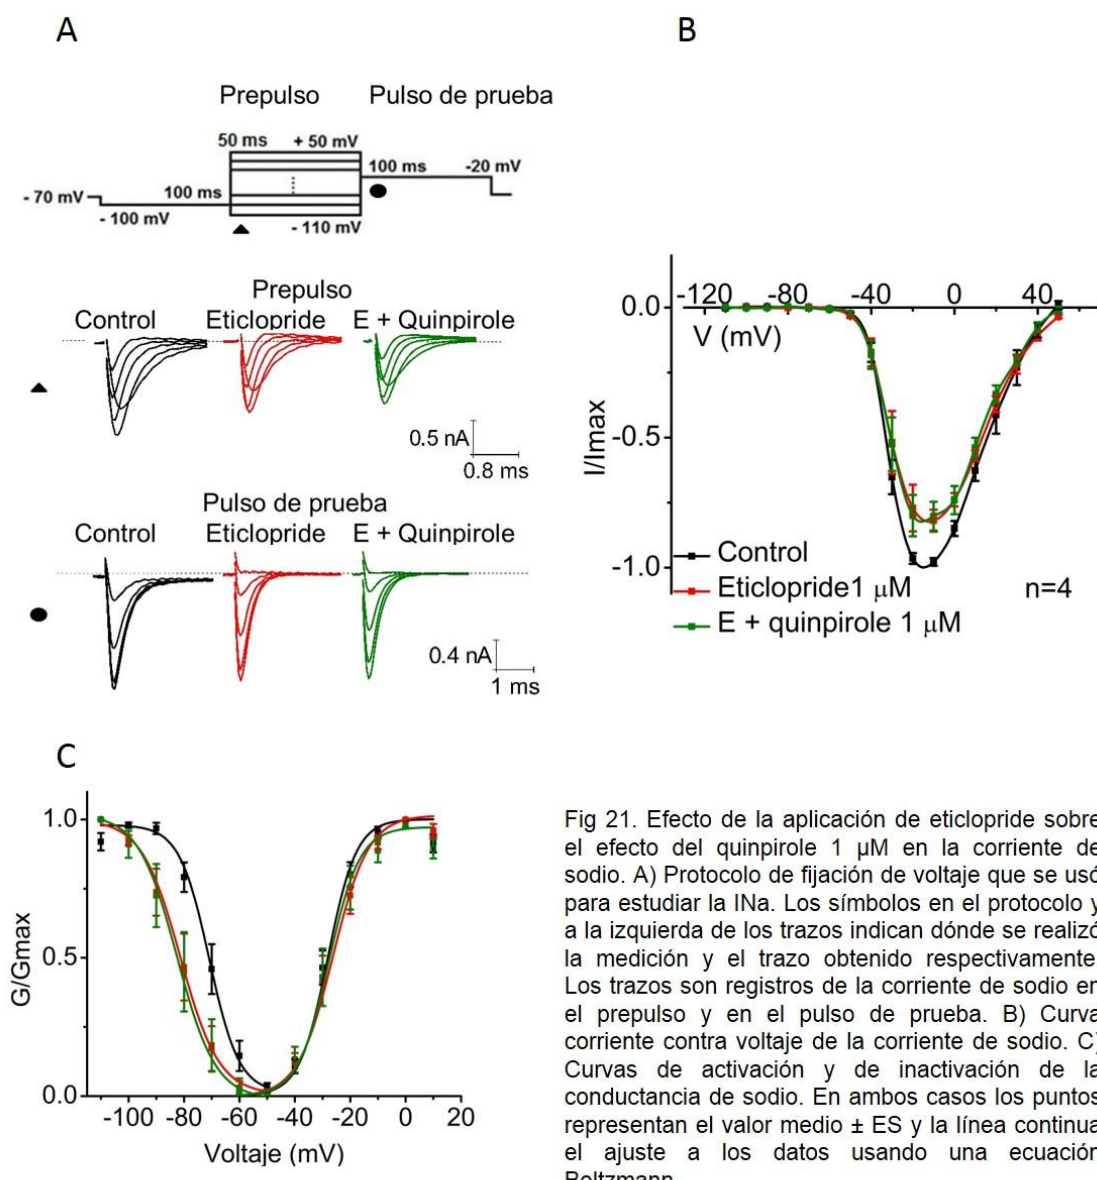 A
B
Prepulso Pulso de prueba
50 ms + 50 mV
100 ms -20 mV
- 70 mV 100 ms
- 100 mV - 110 mV
Prepulso
Control Eticlopride E + Quinpirole
0.5 nA
0.8 ms
Pulso de prueba
Control Eticlopride E + Quinpirole
0.4 nA
1 ms
0.0 -120 -80 -40 0 40
V (mV)
I/Imax
-0.5
-1.0
Control
Eticlopride1 μM n=4
E + quinpirole 1 μM
C
1.0
G/Gmax
0.5
0.0
-100 -80 -60 -40 -20 0 20
Voltaje (mV)
Fig 21. Efecto de la aplicación de eticlopride sobre
el efecto del quinpirole 1 µM en la corriente de
sodio. A) Protocolo de fijación de voltaje que se usó
para estudiar la INa. Los símbolos en el protocolo y
a la izquierda de los trazos indican dónde se realizó
la medición y el trazo obtenido respectivamente.
Los trazos son registros de la corriente de sodio en
el prepulso y en el pulso de prueba. B) Curva
corriente contra voltaje de la corriente de sodio. C)
Curvas de activación y de inactivación de la
conductancia de sodio. En ambos casos los puntos
representan el valor medio ± ES y la línea continua
el ajuste a los datos usando una ecuación
Boltzmann